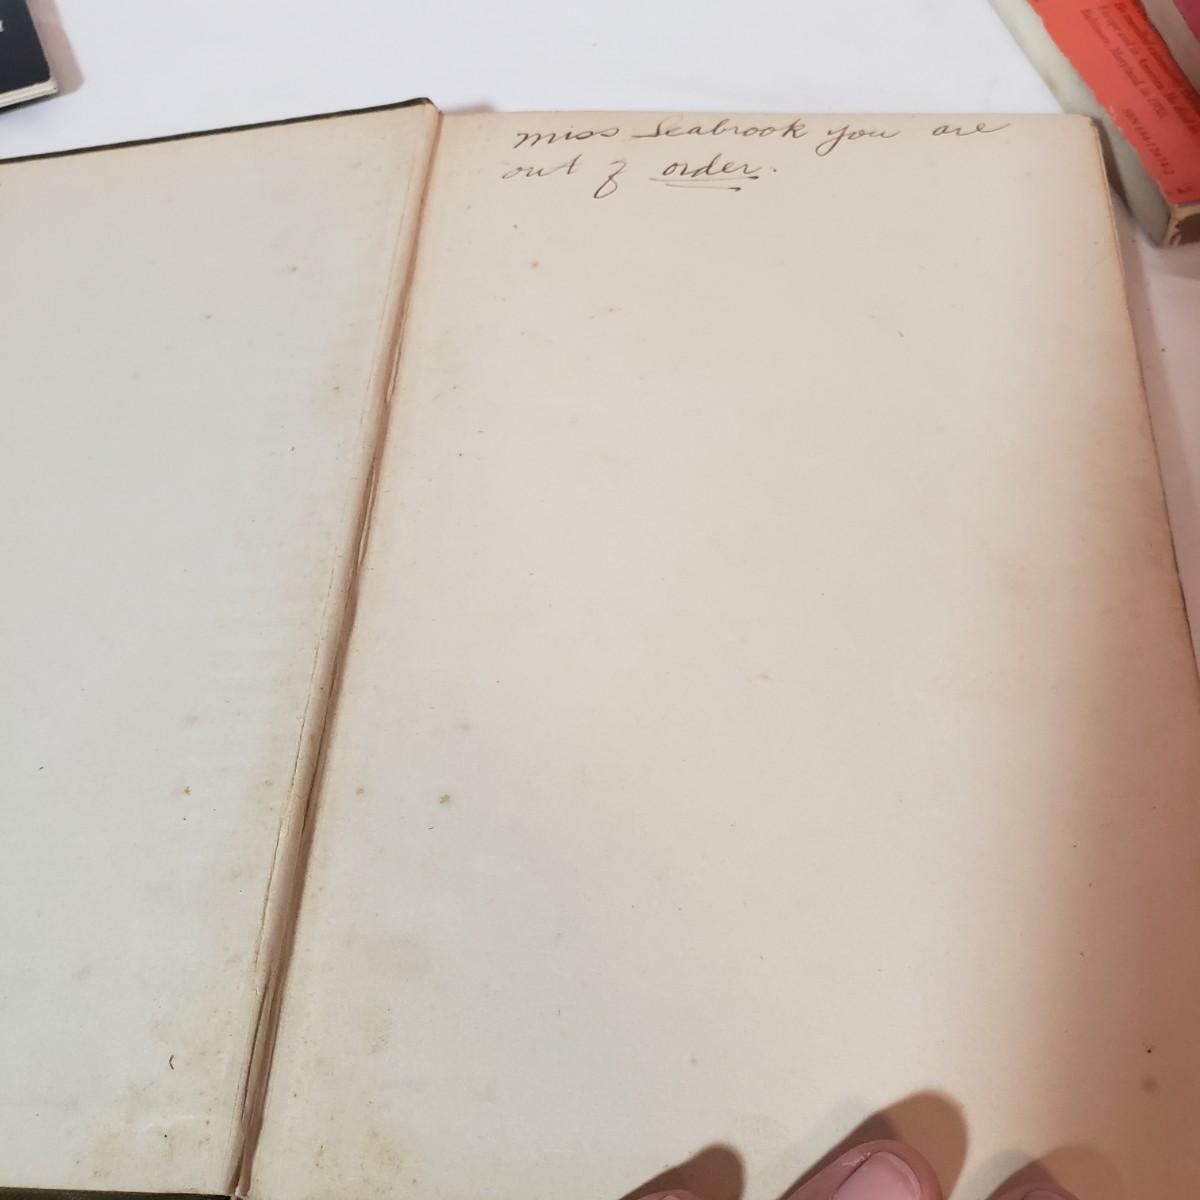 miss Seabrook you are
out of order.